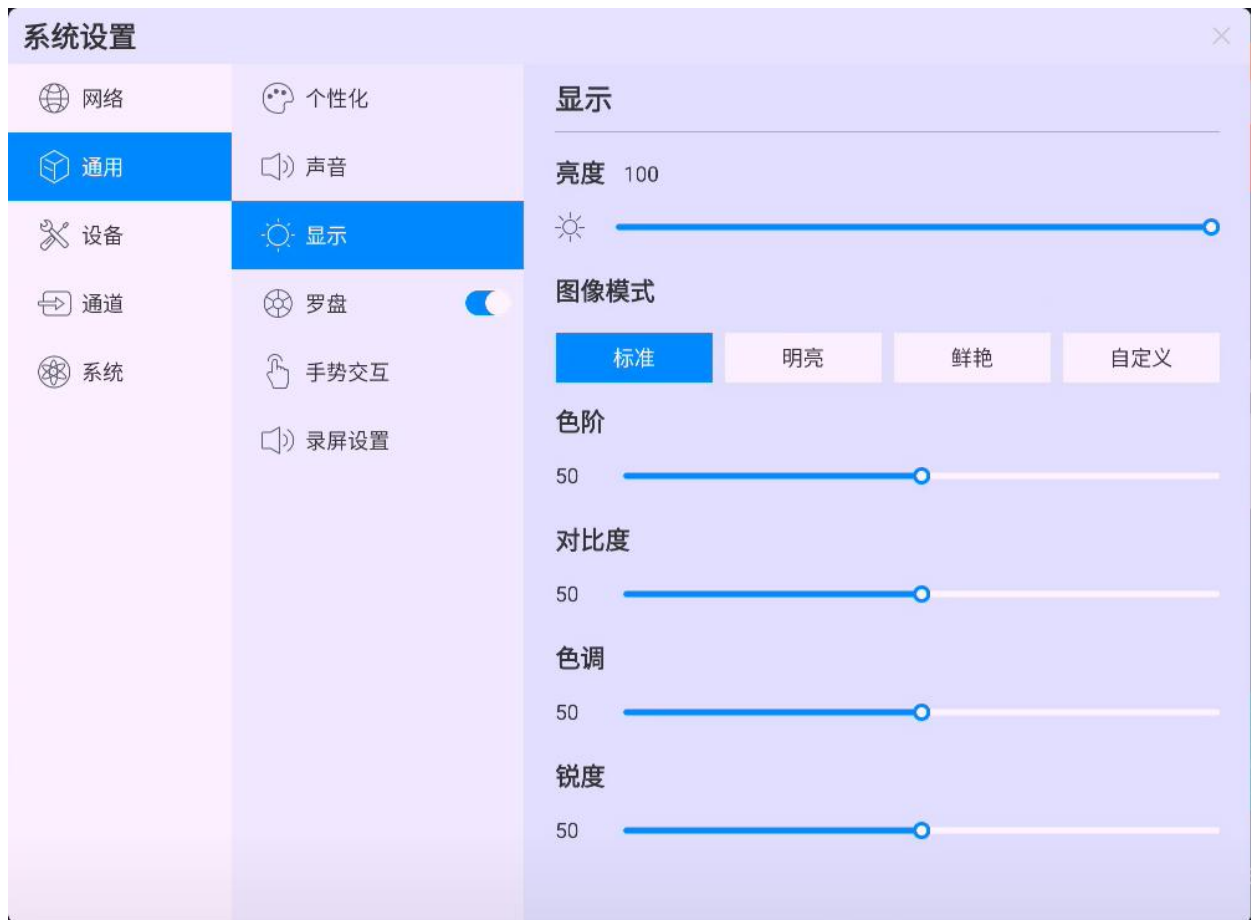 系统设置
网络
通用
设备
通道
系统
个性化
声音
显示
罗盘
手势交互
录屏设置
显示
亮度 100
图像模式
标准 明亮 鲜艳 自定义
色阶
50
对比度
50
色调
50
锐度
50